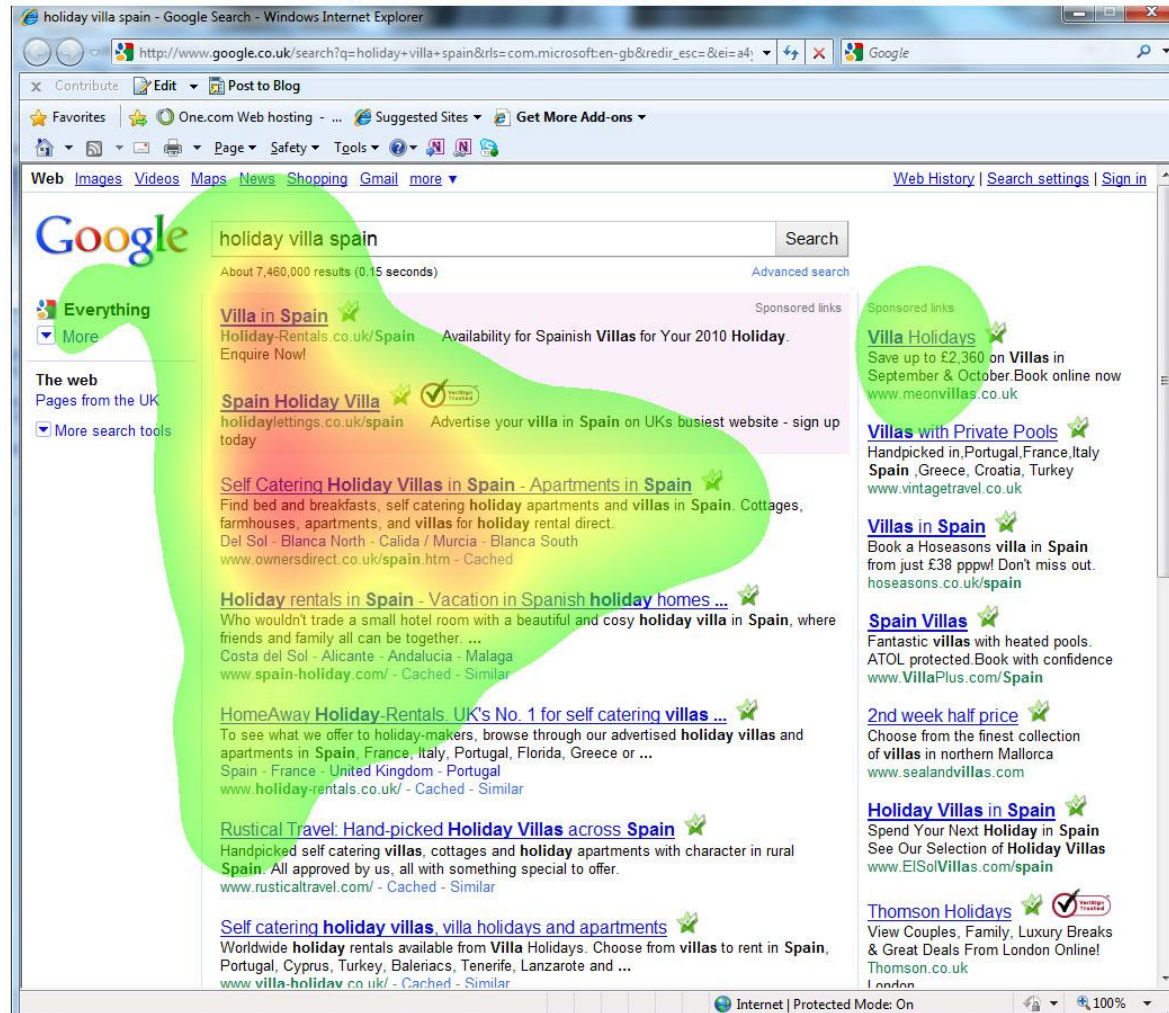 holiday villa spain - Google Search - Windows Internet Explorer
http://www.google.co.uk/search?q=holiday+villa+spain&rls=com.microsoft:en-gb&redir_esc=&ei=a4
Google
x Contribute Edit Post to Blog
Favorites One.com Web hosting - ... Suggested Sites Get More Add-ons
Page Safety Tools
Web Images Videos Maps News Shopping Gmail more
Web History | Search settings | Sign in
Google
holiday villa spain
Search
About 7,460,000 results (0.15 seconds)
Advanced search
Everything
More
The web
Pages from the UK
More search tools
Sponsored links
Villa in Spain
Holiday-Rentals.co.uk/Spain Availability for Spainish Villas for Your 2010 Holiday.
Enquire Now!
Spain Holiday Villa VeriSign Trusted
holidaylettings.co.uk/spain Advertise your villa in Spain on UKs busiest website - sign up
today
Self Catering Holiday Villas in Spain - Apartments in Spain
Find bed and breakfasts, self catering holiday apartments and villas in Spain. Cottages,
farmhouses, apartments, and villas for holiday rental direct.
Del Sol - Blanca North - Calida / Murcia - Blanca South
www.ownersdirect.co.uk/spain.htm - Cached
Holiday rentals in Spain - Vacation in Spanish holiday homes ...
Who wouldn't trade a small hotel room with a beautiful and cosy holiday villa in Spain, where
friends and family all can be together. ...
Costa del Sol - Alicante - Andalucia - Malaga
www.spain-holiday.com/ - Cached - Similar
HomeAway Holiday-Rentals. UK's No. 1 for self catering villas ...
To see what we offer to holiday-makers, browse through our advertised holiday villas and
apartments in Spain, France, Italy, Portugal, Florida, Greece or ...
Spain - France - United Kingdom - Portugal
www.holiday-rentals.co.uk/ - Cached - Similar
Rustical Travel: Hand-picked Holiday Villas across Spain
Handpicked self catering villas, cottages and holiday apartments with character in rural
Spain. All approved by us, all with something special to offer.
www.rusticaltravel.com/ - Cached - Similar
Self catering holiday villas, villa holidays and apartments
Worldwide holiday rentals available from Villa Holidays. Choose from villas to rent in Spain,
Portugal, Cyprus, Turkey, Baleriacs, Tenerife, Lanzarote and ...
www.villa-holiday.co.uk/ - Cached - Similar
Sponsored links
Villa Holidays
Save up to £2,360 on Villas in
September & October.Book online now
www.meonvillas.co.uk
Villas with Private Pools
Handpicked in,Portugal,France,Italy
Spain ,Greece, Croatia, Turkey
www.vintagetravel.co.uk
Villas in Spain
Book a Hoseasons villa in Spain
from just £38 pppw! Don't miss out.
hoseasons.co.uk/spain
Spain Villas
Fantastic villas with heated pools.
ATOL protected.Book with confidence
www.VillaPlus.com/Spain
2nd week half price
Choose from the finest collection
of villas in northern Mallorca
www.sealandvillas.com
Holiday Villas in Spain
Spend Your Next Holiday in Spain
See Our Selection of Holiday Villas
www.ElSolVillas.com/spain
Thomson Holidays VeriSign Trusted
View Couples, Family, Luxury Breaks
& Great Deals From London Online!
Thomson.co.uk
London
Internet | Protected Mode: On
100%